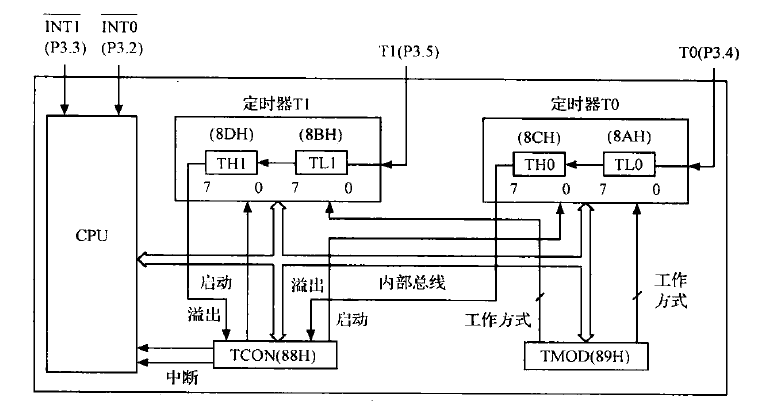 INT1 INT0 T1(P3.5) T0(P3.4)
(P3.3) (P3.2)
定时器T1 定时器T0
(8DH) (8BH) (8CH) (8AH)
TH1 TL1 TH0 TL0
7 0 7 0 7 0 7 0
CPU
启动 溢出 内部总线 工作
溢出 启动 工作方式 方式
TCON(88H) TMOD(89H)
中断